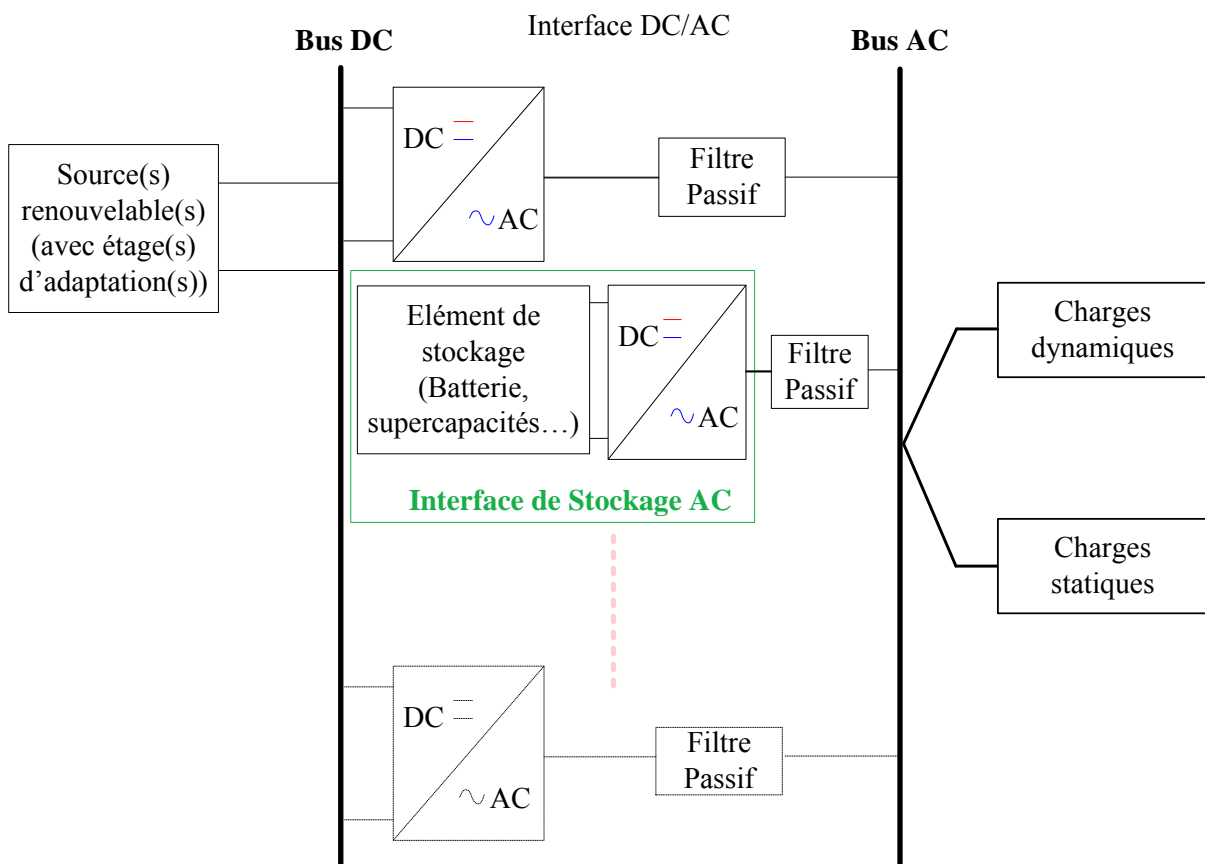 Interface DC/AC
Bus DC
Bus AC
Source(s)
renouvelable(s)
(avec étage(s)
d’adaptation(s))
DC
AC
Filtre
Passif
Elément de
stockage
(Batterie,
supercapacités…)
DC
AC
Interface de Stockage AC
Filtre
Passif
Charges
dynamiques
Charges
statiques
DC
AC
Filtre
Passif